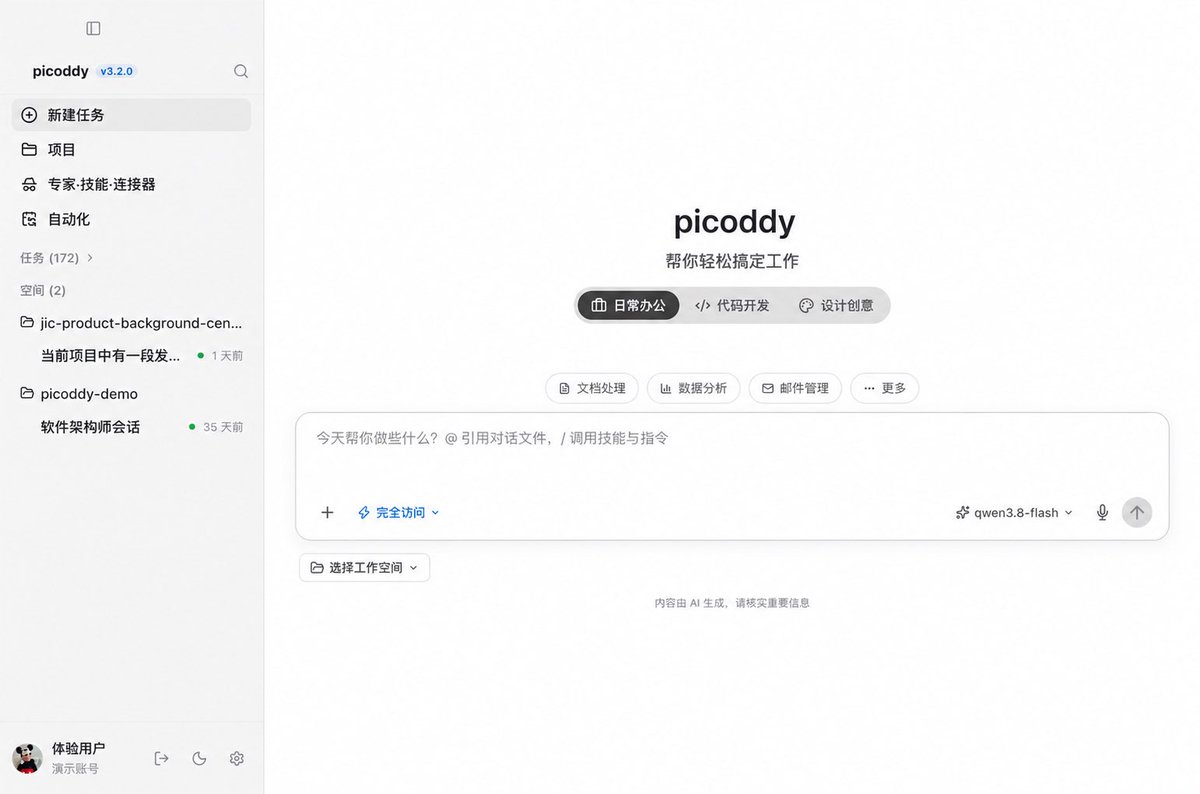 picoddy v3.2.0
新建任务
项目
专家·技能·连接器
自动化
任务 (172)
空间 (2)
jic-product-background-cen...
当前项目中有一段发... 1 天前
picoddy-demo
软件架构师会话 35 天前
体验用户
演示账号
picoddy
帮你轻松搞定工作
日常办公 代码开发 设计创意
文档处理 数据分析 邮件管理 ··· 更多
今天帮你做些什么？@ 引用对话文件，/ 调用技能与指令
完全访问 qwen3.8-flash
选择工作空间
内容由 AI 生成，请核实重要信息